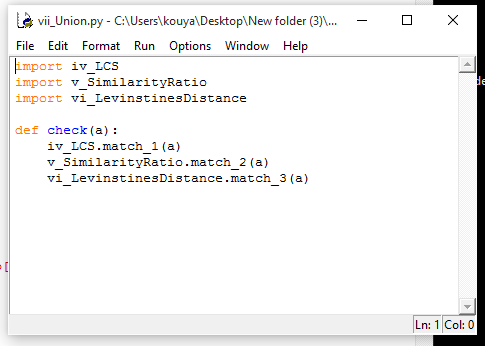 vii_Union.py - C:\Users\kouya\Desktop\New folder (3)\...
File Edit Format Run Options Window Help
import iv_LCS
import v_SimilarityRatio
import vi_LevinstinesDistance
def check(a):
    iv_LCS.match_1(a)
    v_SimilarityRatio.match_2(a)
    vi_LevinstinesDistance.match_3(a)
Ln: 1 Col: 0